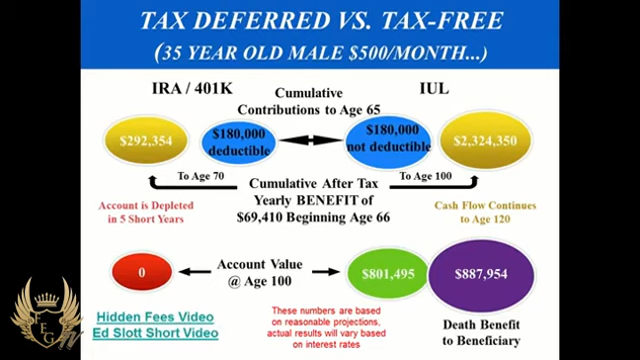 TAX DEFERRED VS. TAX-FREE
(35 YEAR OLD MALE $500/MONTH...)
IRA / 401K
Cumulative
Contributions to Age 65
IUL
$292,354
$180,000
deductible
$180,000
not deductible
$2,324,350
To Age 70
To Age 100
Cumulative After Tax
Yearly BENEFIT of
$69,410 Beginning Age 66
Account is Depleted
in 5 Short Years
Cash Flow Continues
to Age 120
0
Account Value
@ Age 100
$801,495
$887,954
Hidden Fees Video
Ed Slott Short Video
These numbers are based
on reasonable projections,
actual results will vary based
on interest rates
Death Benefit
to Beneficiary
FFG